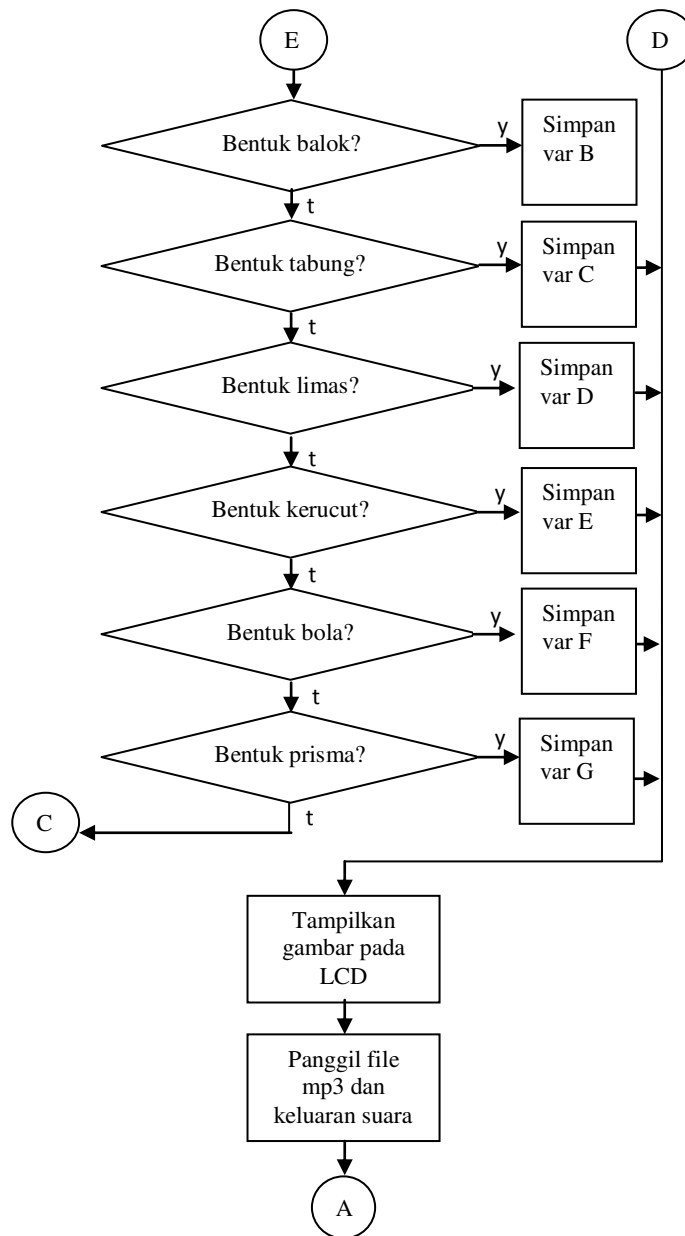 E
D
Bentuk balok?
y
Simpan
var B
t
Bentuk tabung?
y
Simpan
var C
t
Bentuk limas?
y
Simpan
var D
t
Bentuk kerucut?
y
Simpan
var E
t
Bentuk bola?
y
Simpan
var F
t
Bentuk prisma?
y
Simpan
var G
t
C
Tampilkan
gambar pada
LCD
Panggil file
mp3 dan
keluaran suara
A